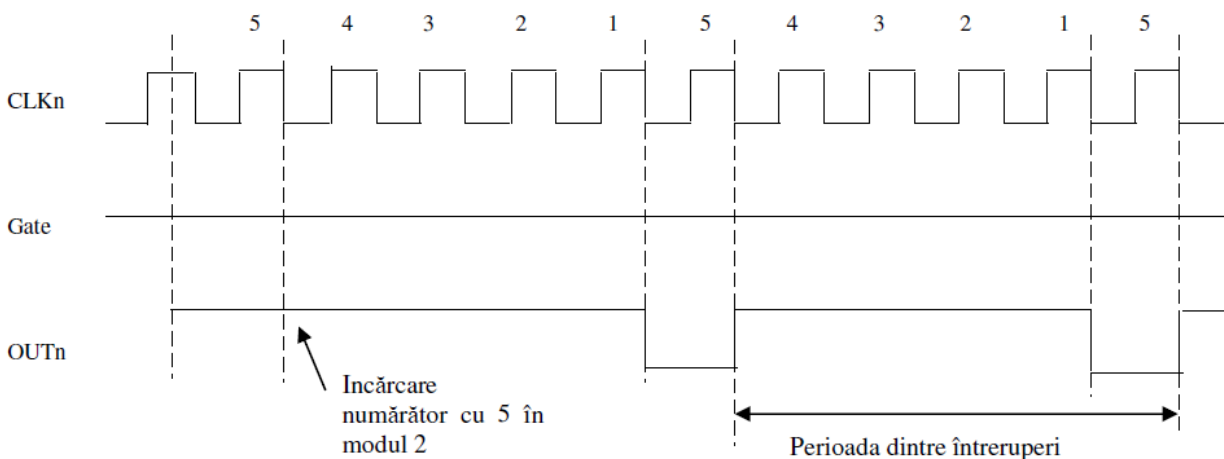 5 4 3 2 1 5 4 3 2 1 5
CLKn
Gate
OUTn
Incărcare
numărător cu 5 în
modul 2
Perioada dintre întreruperi